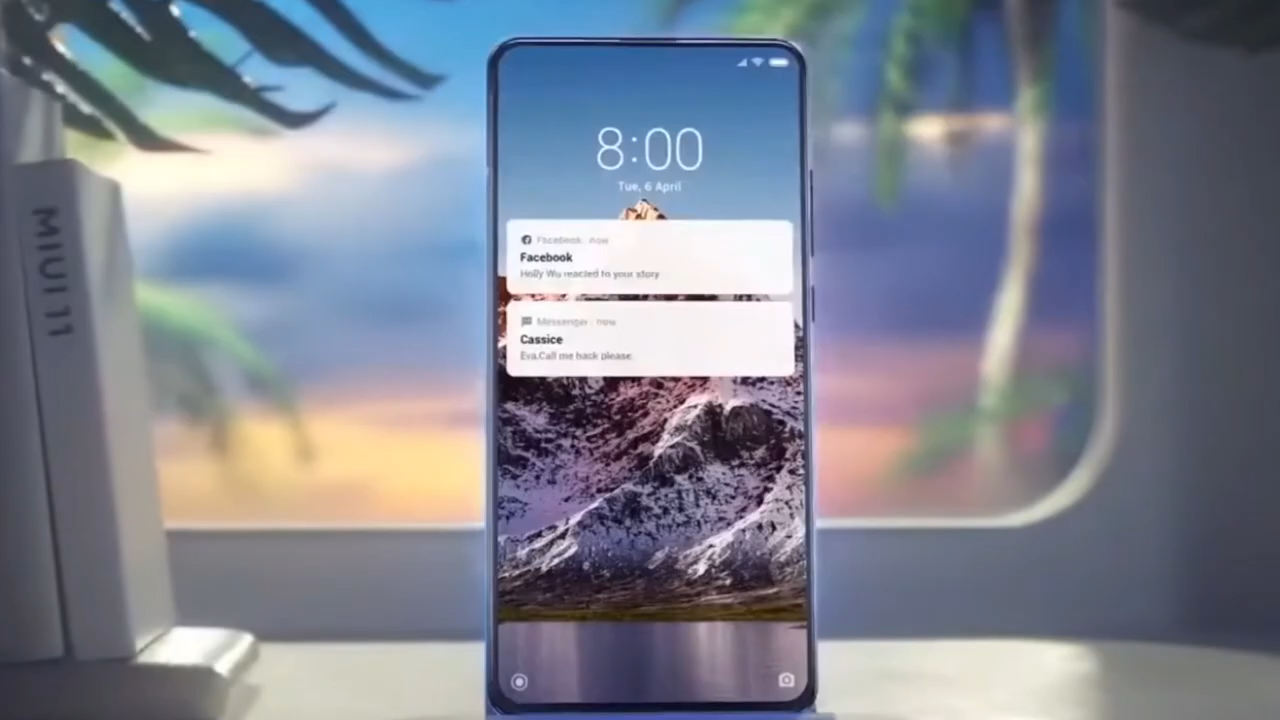 MIUI 11
8:00
Tue, 6 April
Facebook . now
Facebook
Holly Wu reacted to your story
Messenger . now
Cassice
Eva.Call me back please.